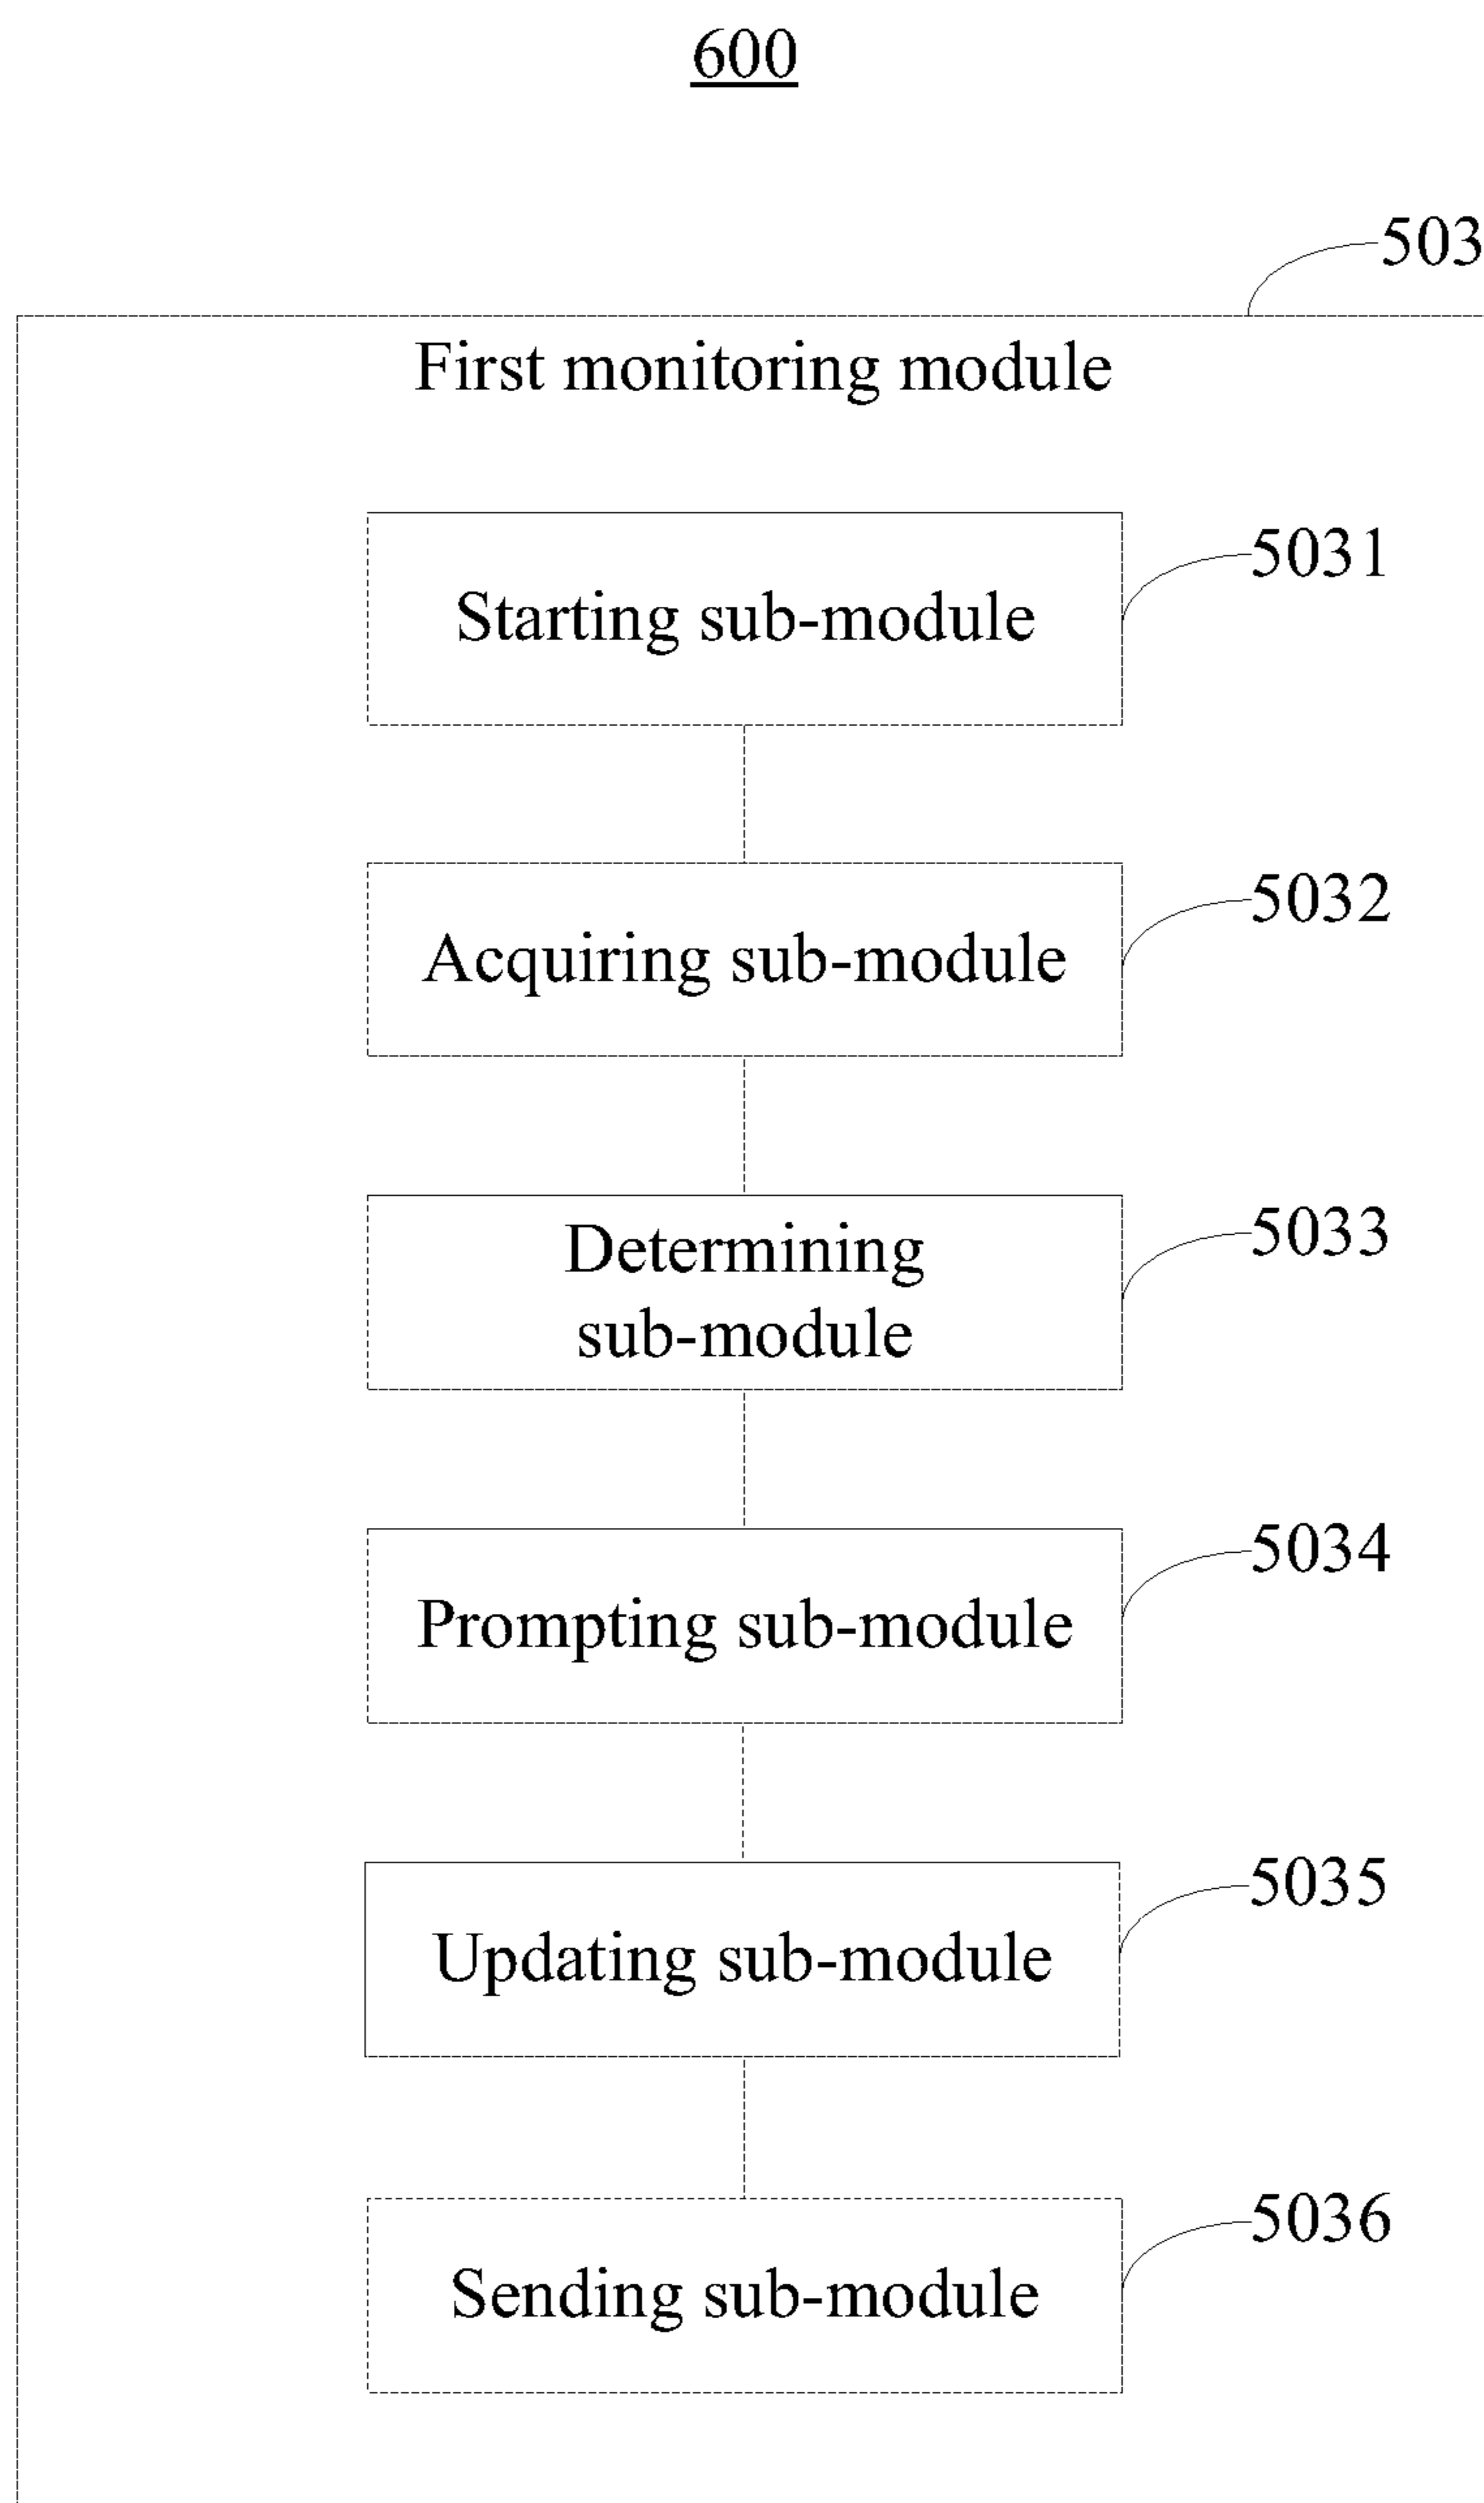 600
503
First monitoring module
5031
Starting sub-module
5032
Acquiring sub-module
5033
Determining
sub-module
5034
Prompting sub-module
5035
Updating sub-module
5036
Sending sub-module